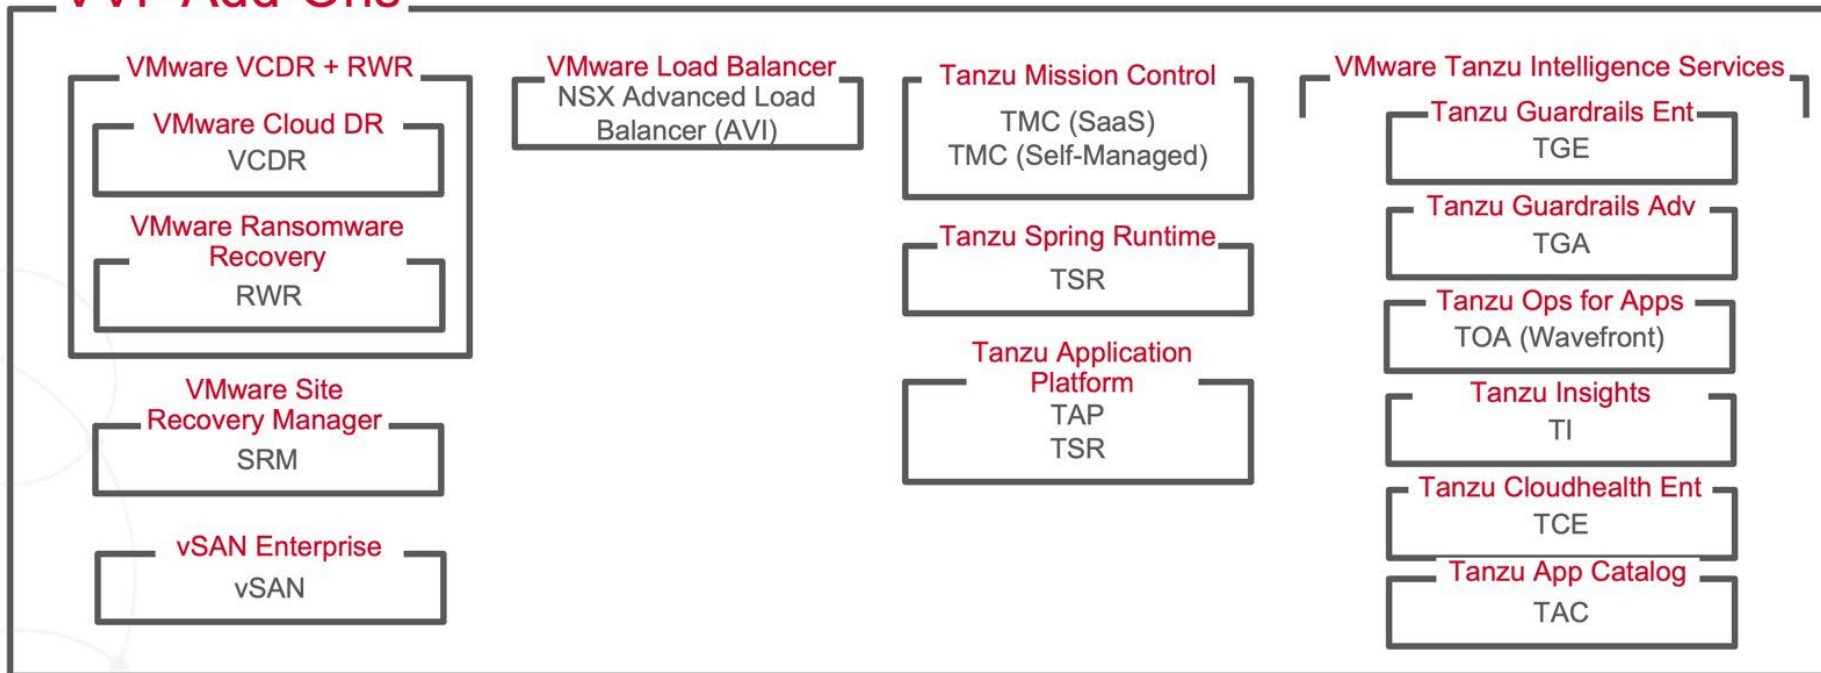 VVF Add-Ons
VMware VCDR + RWR
VMware Cloud DR
VCDR
VMware Ransomware
Recovery
RWR
VMware Site
Recovery Manager
SRM
vSAN Enterprise
vSAN
VMware Load Balancer
NSX Advanced Load
Balancer (AVI)
Tanzu Mission Control
TMC (SaaS)
TMC (Self-Managed)
Tanzu Spring Runtime
TSR
Tanzu Application
Platform
TAP
TSR
VMware Tanzu Intelligence Services
Tanzu Guardrails Ent
TGE
Tanzu Guardrails Adv
TGA
Tanzu Ops for Apps
TOA (Wavefront)
Tanzu Insights
TI
Tanzu Cloudhealth Ent
TCE
Tanzu App Catalog
TAC